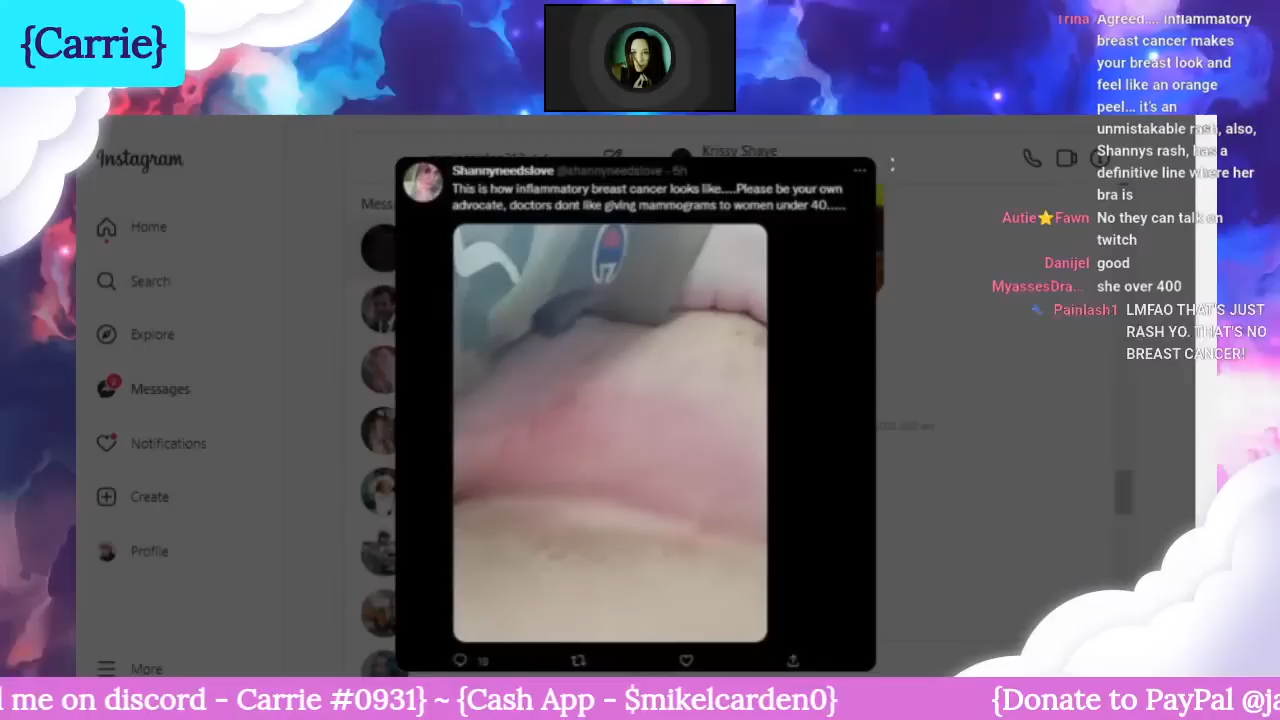 {Carrie}
Instagram
Home
Search
Explore
Messages
Notifications
Create
Profile
More
Mess
Krissy Shaye
Shannyneedslove @shannyneedslove · 5h
This is how inflammatory breast cancer looks like....Please be your own
advocate, doctors dont like giving mammograms to women under 40.....
Trina Agreed.... inflammatory
breast cancer makes
your breast look and
feel like an orange
peel... it's an
unmistakable rash, also,
Shannys rash, has a
definitive line where her
bra is
Autie⭐Fawn No they can talk on
twitch
Danijel good
MyassesDra... she over 400
Painlash1 LMFAO THAT'S JUST
RASH YO. THAT'S NO
BREAST CANCER!
me on discord - Carrie #0931} ~ {Cash App - $mikelcarden0}
{Donate to PayPal @ja